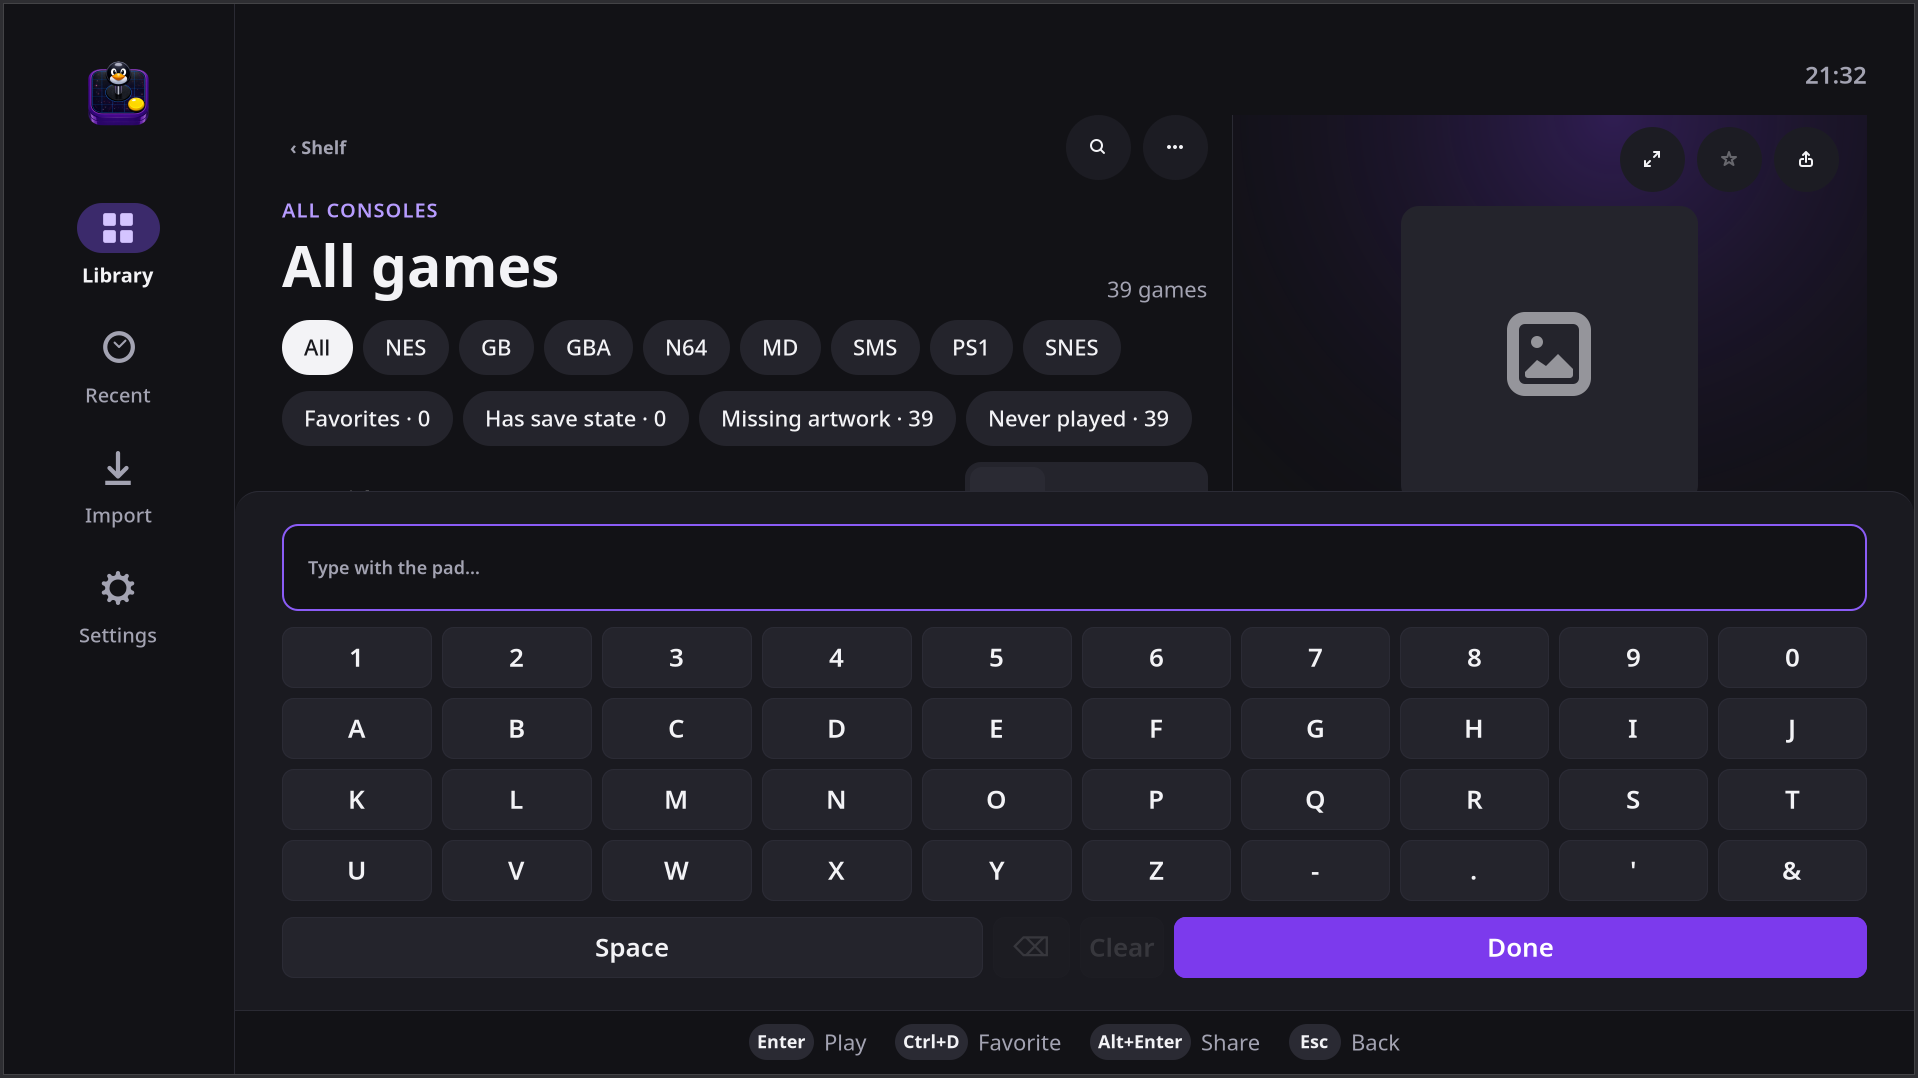 21:32
‹ Shelf
ALL CONSOLES
All games
39 games
All NES GB GBA N64 MD SMS PS1 SNES
Favorites · 0 Has save state · 0 Missing artwork · 39 Never played · 39
Library
Recent
Import
Settings
Type with the pad...
1 2 3 4 5 6 7 8 9 0
A B C D E F G H I J
K L M N O P Q R S T
U V W X Y Z - . ' &
Space ⌫ Clear Done
Enter Play Ctrl+D Favorite Alt+Enter Share Esc Back